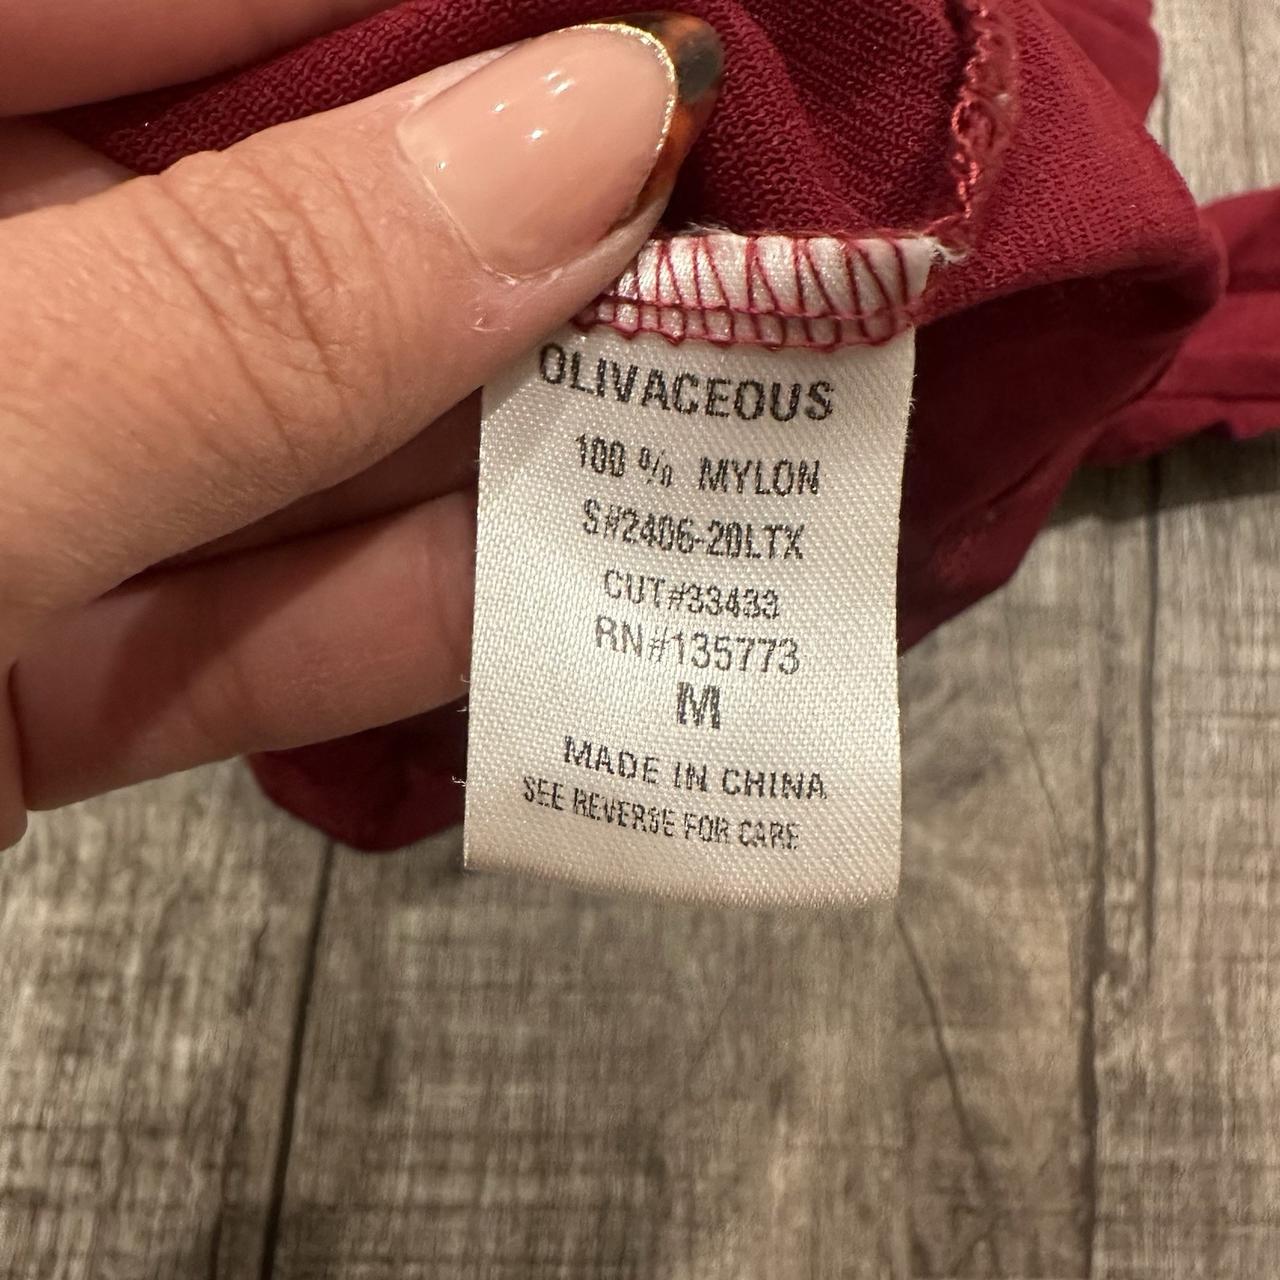 OLIVACEOUS
100 % MYLON
S#2406-20LTX
CUT#33433
RN#135773
M
MADE IN CHINA
SEE REVERSE FOR CARE